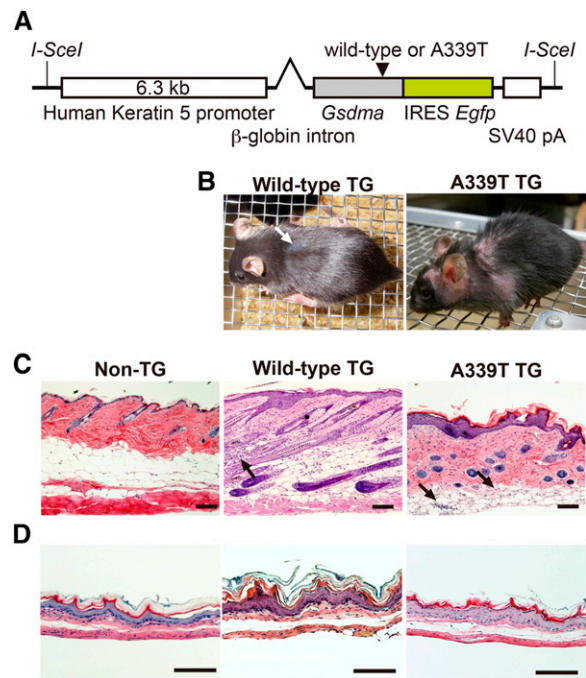 A
wild-type or A339T
I-SceI
I-SceI
6.3 kb
Human Keratin 5 promoter
Gsdma
IRES Egfp
β-globin intron
SV40 pA
B
Wild-type TG
A339T TG
C
Non-TG
Wild-type TG
A339T TG
D